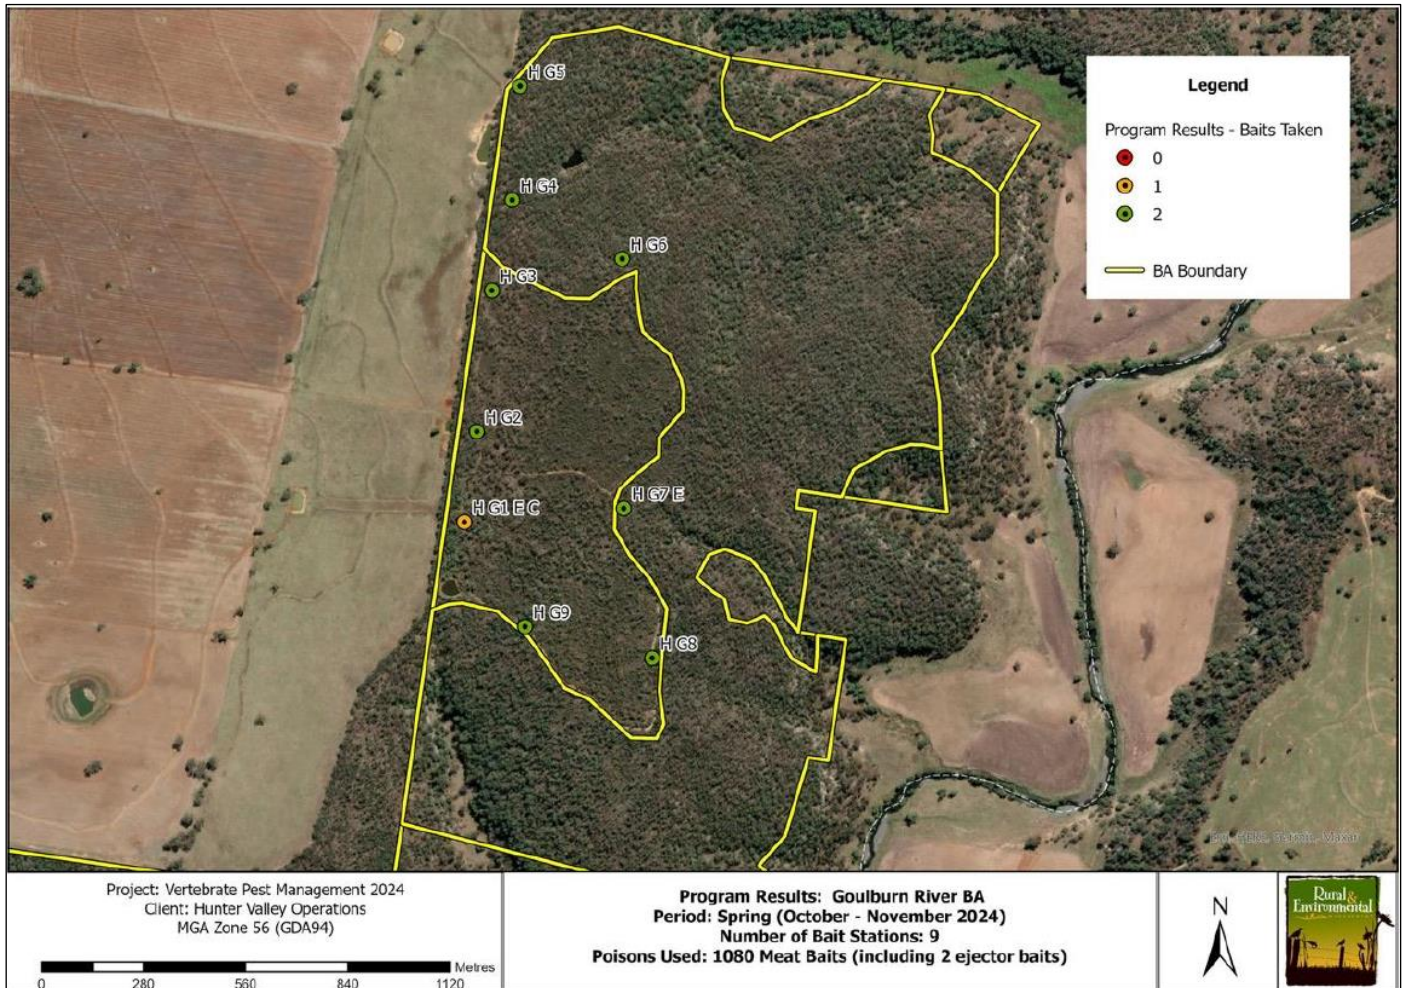 H G5
H G4
H G6
H G3
H G2
H G7 E
H G1 E C
H G9
H G8
Legend
Program Results - Baits Taken
0
1
2
BA Boundary
Project: Vertebrate Pest Management 2024
Client: Hunter Valley Operations
MGA Zone 56 (GDA94)
Metres
0 280 560 840 1120
Program Results: Goulburn River BA
Period: Spring (October - November 2024)
Number of Bait Stations: 9
Poisons Used: 1080 Meat Baits (including 2 ejector baits)
N
Rural &
Environmental